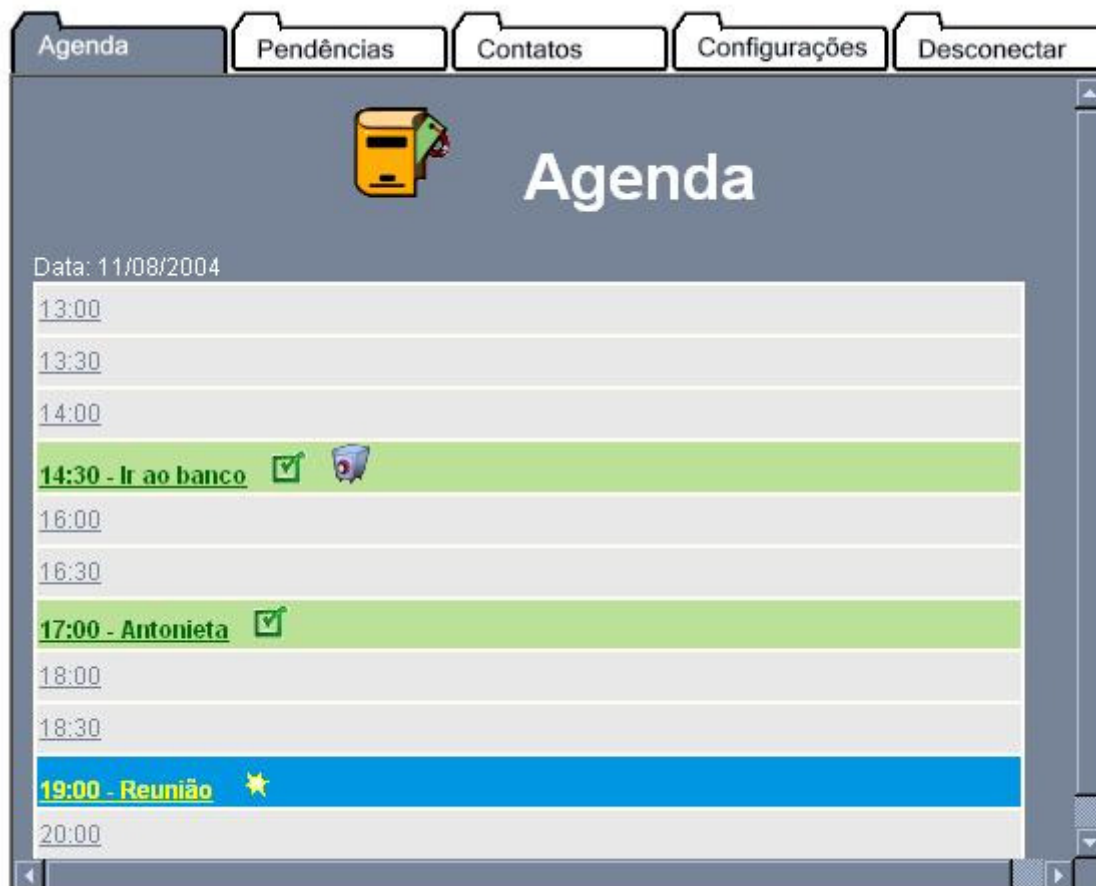 Agenda Pendências Contatos Configurações Desconectar
Agenda
Data: 11/08/2004
13:00
13:30
14:00
14:30 - Ir ao banco
16:00
16:30
17:00 - Antonieta
18:00
18:30
19:00 - Reunião
20:00